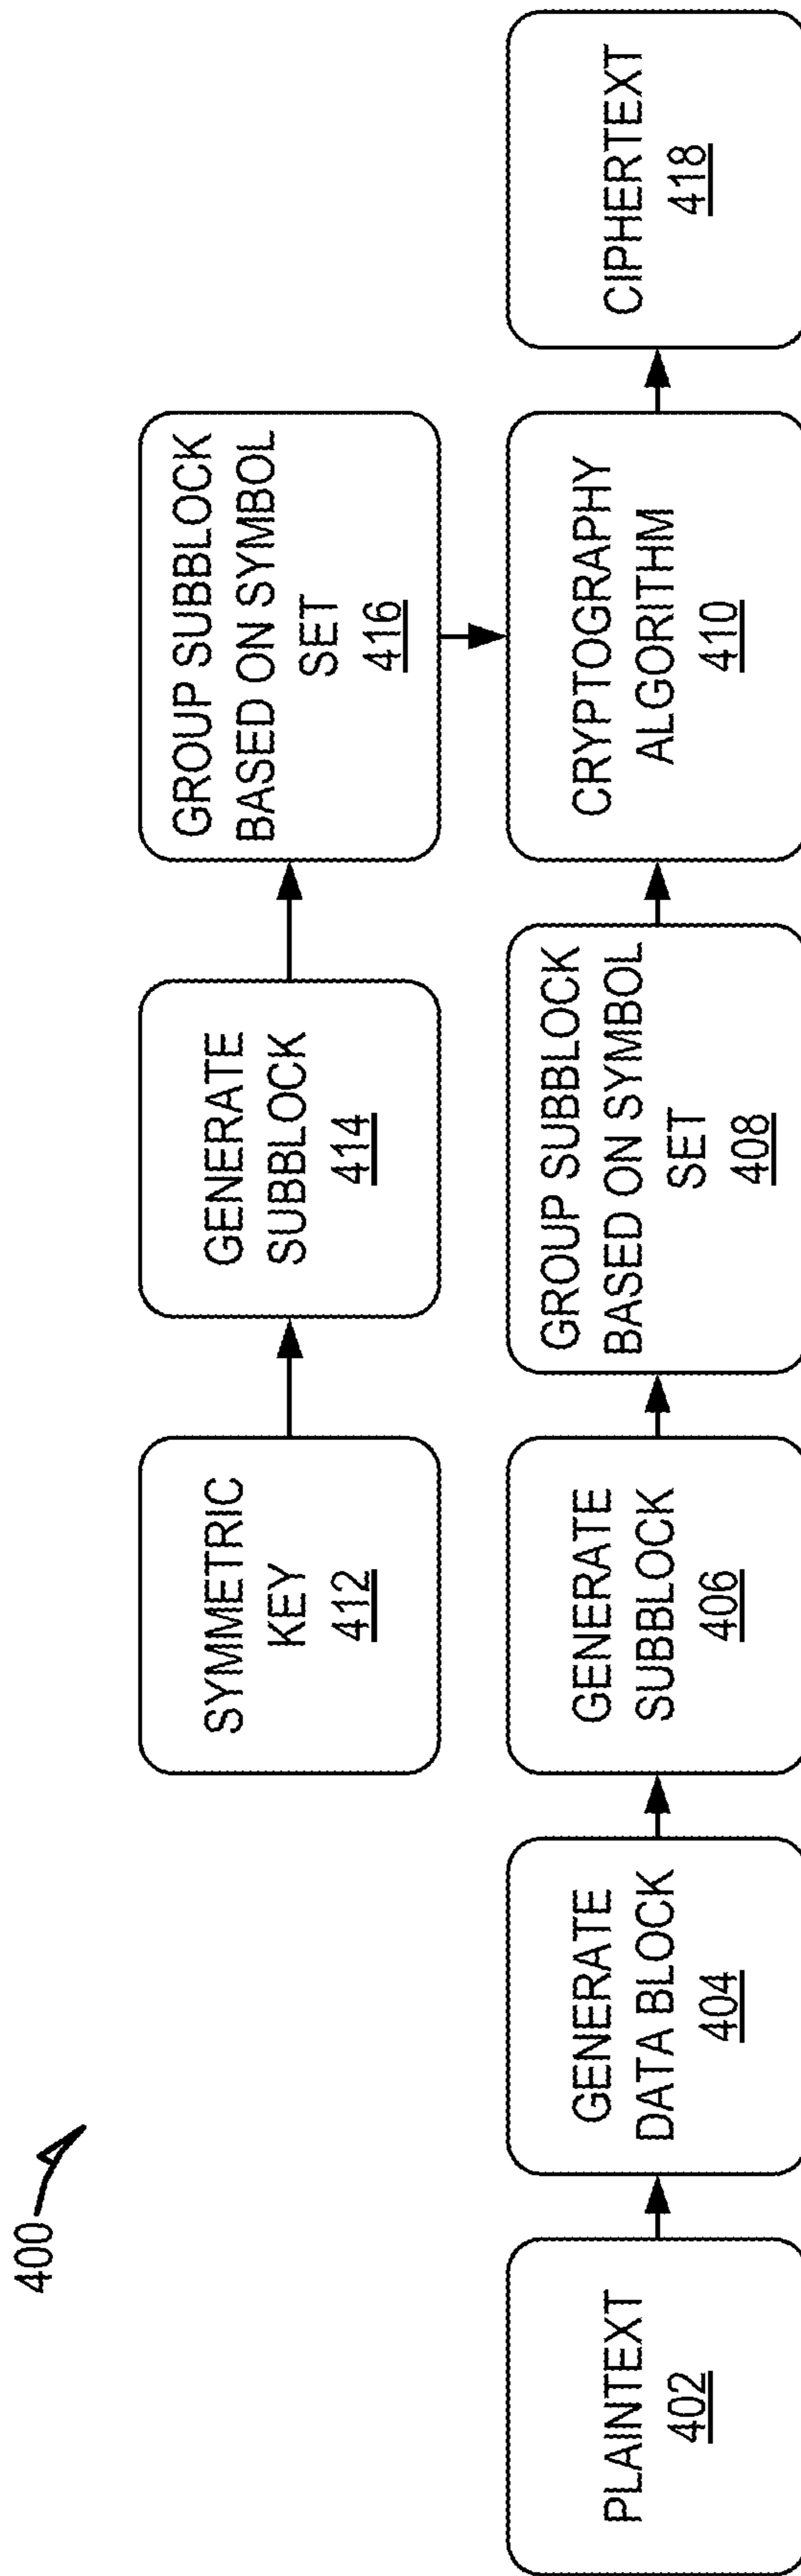 400
SYMMETRIC
KEY
412
GENERATE
SUBBLOCK
414
GROUP SUBBLOCK
BASED ON SYMBOL
SET
416
PLAINTEXT
402
GENERATE
DATA BLOCK
404
GENERATE
SUBBLOCK
406
GROUP SUBBLOCK
BASED ON SYMBOL
SET
408
CRYPTOGRAPHY
ALGORITHM
410
CIPHERTEXT
418